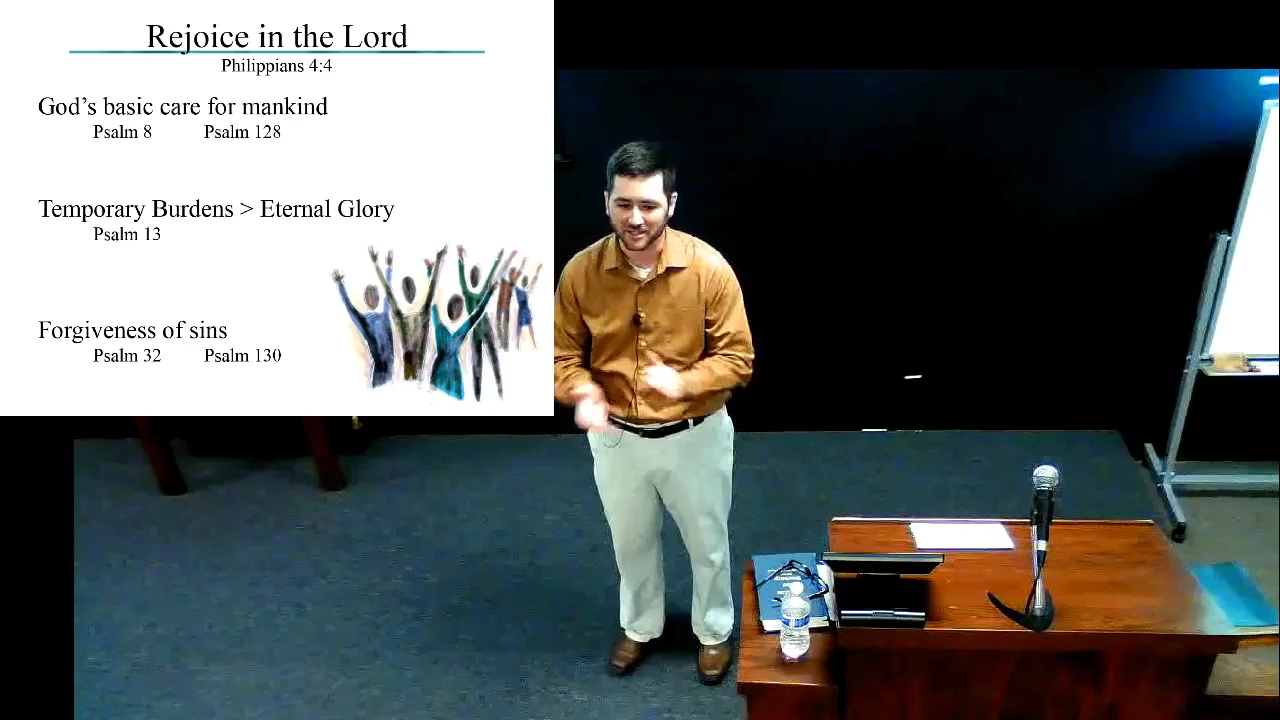 Rejoice in the Lord
Philippians 4:4
God’s basic care for mankind
Psalm 8 Psalm 128
Temporary Burdens > Eternal Glory
Psalm 13
Forgiveness of sins
Psalm 32 Psalm 130